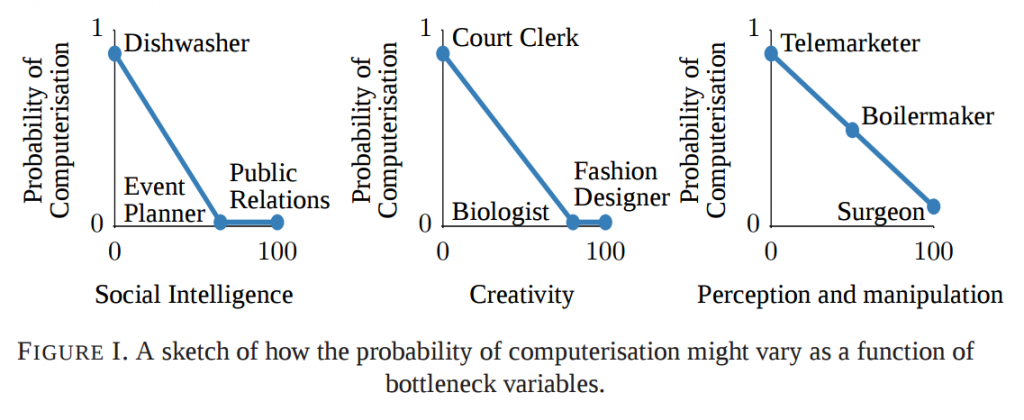 Probability of
Computerisation
1
0
Dishwasher
Event
Planner
Public
Relations
0
100
Social Intelligence
Probability of
Computerisation
1
0
Court Clerk
Biologist
Fashion
Designer
0
100
Creativity
Probability of
Computerisation
1
0
Telemarketer
Boilermaker
Surgeon
0
100
Perception and manipulation
FIGURE I. A sketch of how the probability of computerisation might vary as a function of
bottleneck variables.